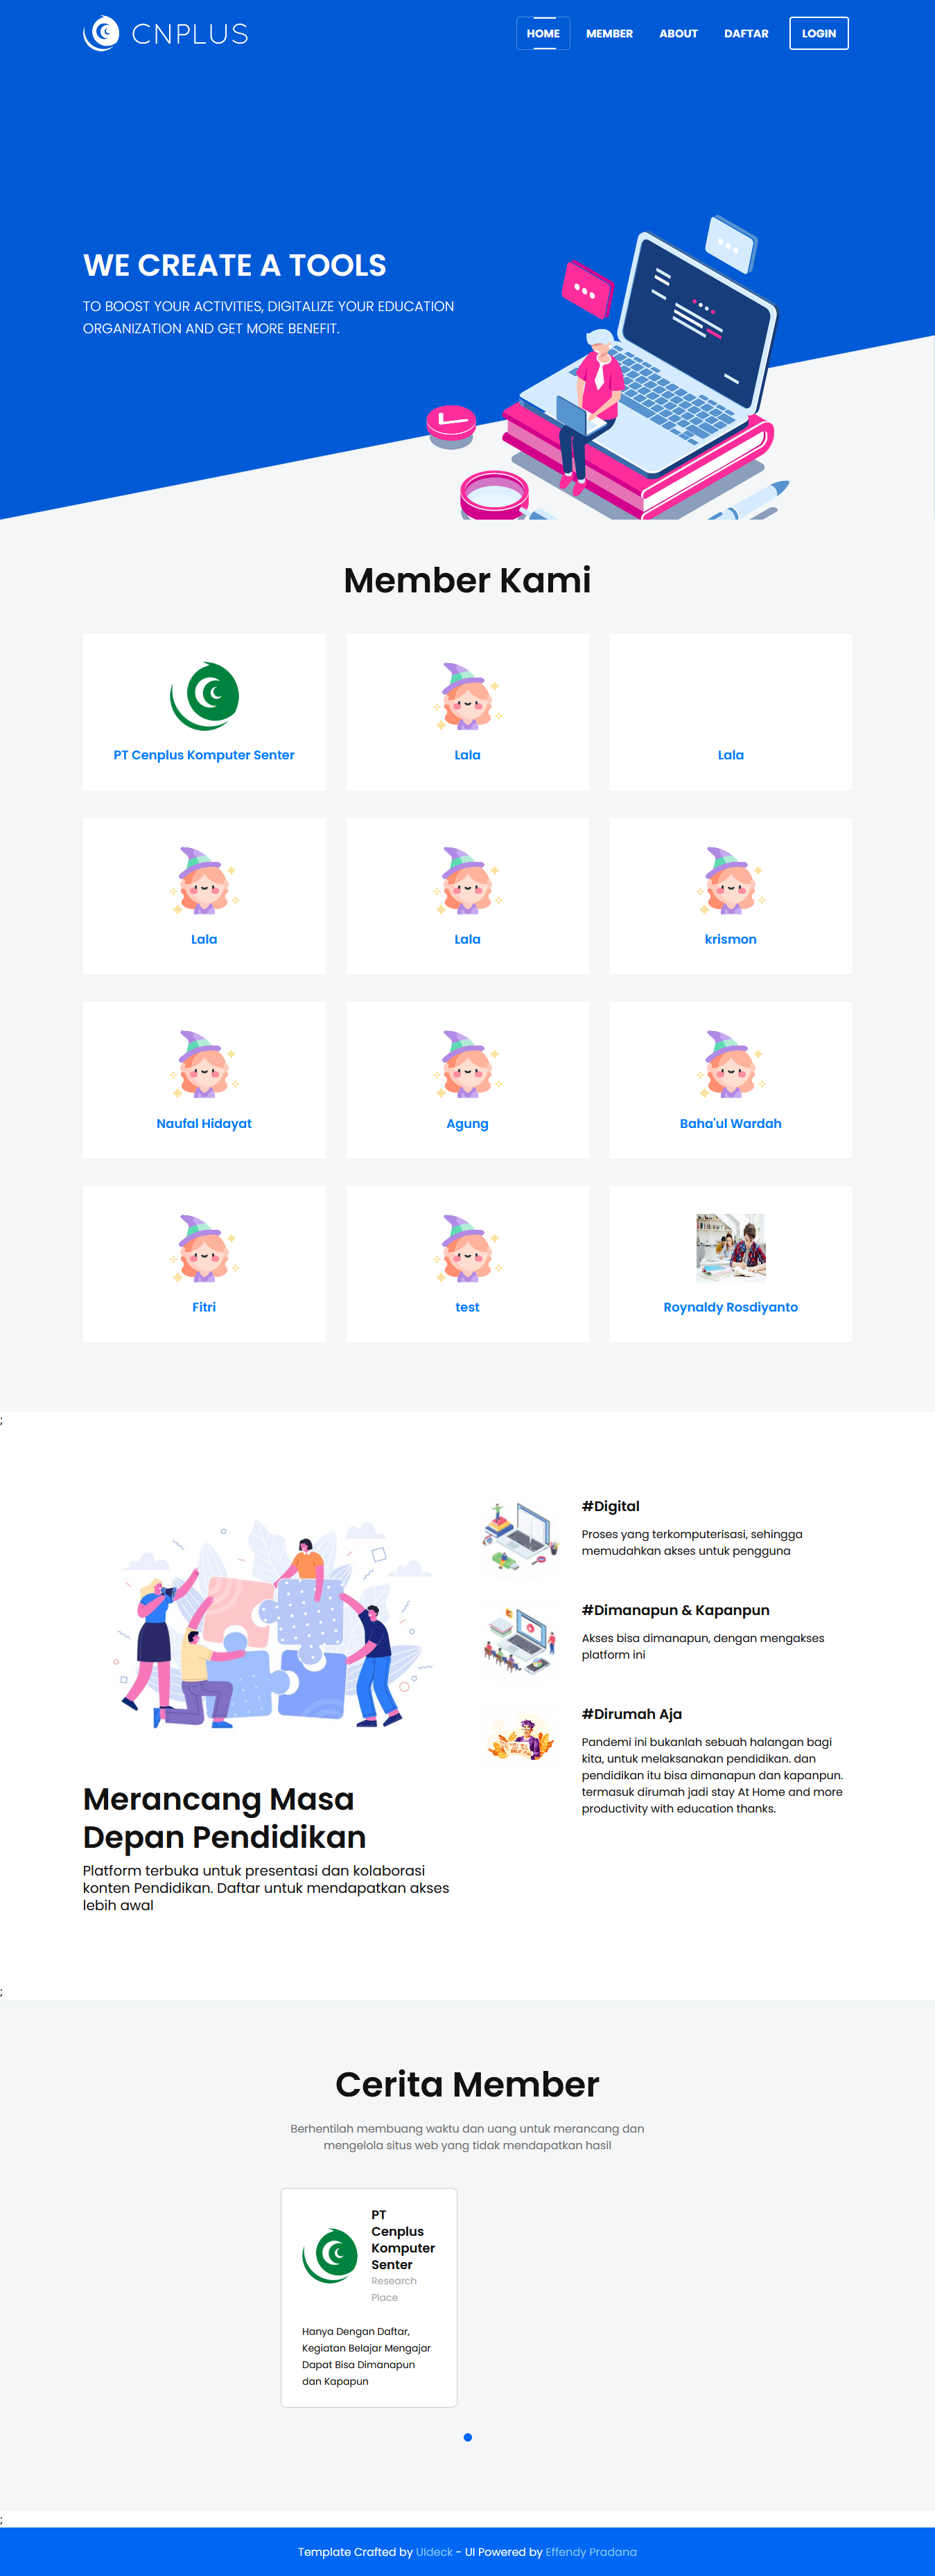 CNPLUS
HOME
MEMBER
ABOUT
DAFTAR
LOGIN
WE CREATE A TOOLS
TO BOOST YOUR ACTIVITIES, DIGITALIZE YOUR EDUCATION
ORGANIZATION AND GET MORE BENEFIT.
Member Kami
PT Cenplus Komputer Senter
Lala
Lala
Lala
Lala
krismon
Naufal Hidayat
Agung
Baha'ul Wardah
Fitri
test
Roynaldy Rosdiyanto
;
Merancang Masa
Depan Pendidikan
Platform terbuka untuk presentasi dan kolaborasi
konten Pendidikan. Daftar untuk mendapatkan akses
lebih awal
#Digital
Proses yang terkomputerisasi, sehingga
memudahkan akses untuk pengguna
#Dimanapun & Kapanpun
Akses bisa dimanapun, dengan mengakses
platform ini
#Dirumah Aja
Pandemi ini bukanlah sebuah halangan bagi
kita, untuk melaksanakan pendidikan. dan
pendidikan itu bisa dimanapun dan kapanpun.
termasuk dirumah jadi stay At Home and more
productivity with education thanks.
;
Cerita Member
Berhentilah membuang waktu dan uang untuk merancang dan
mengelola situs web yang tidak mendapatkan hasil
PT
Cenplus
Komputer
Senter
Research
Place
Hanya Dengan Daftar,
Kegiatan Belajar Mengajar
Dapat Bisa Dimanapun
dan Kapapun
;
Template Crafted by UIdeck - UI Powered by Effendy Pradana